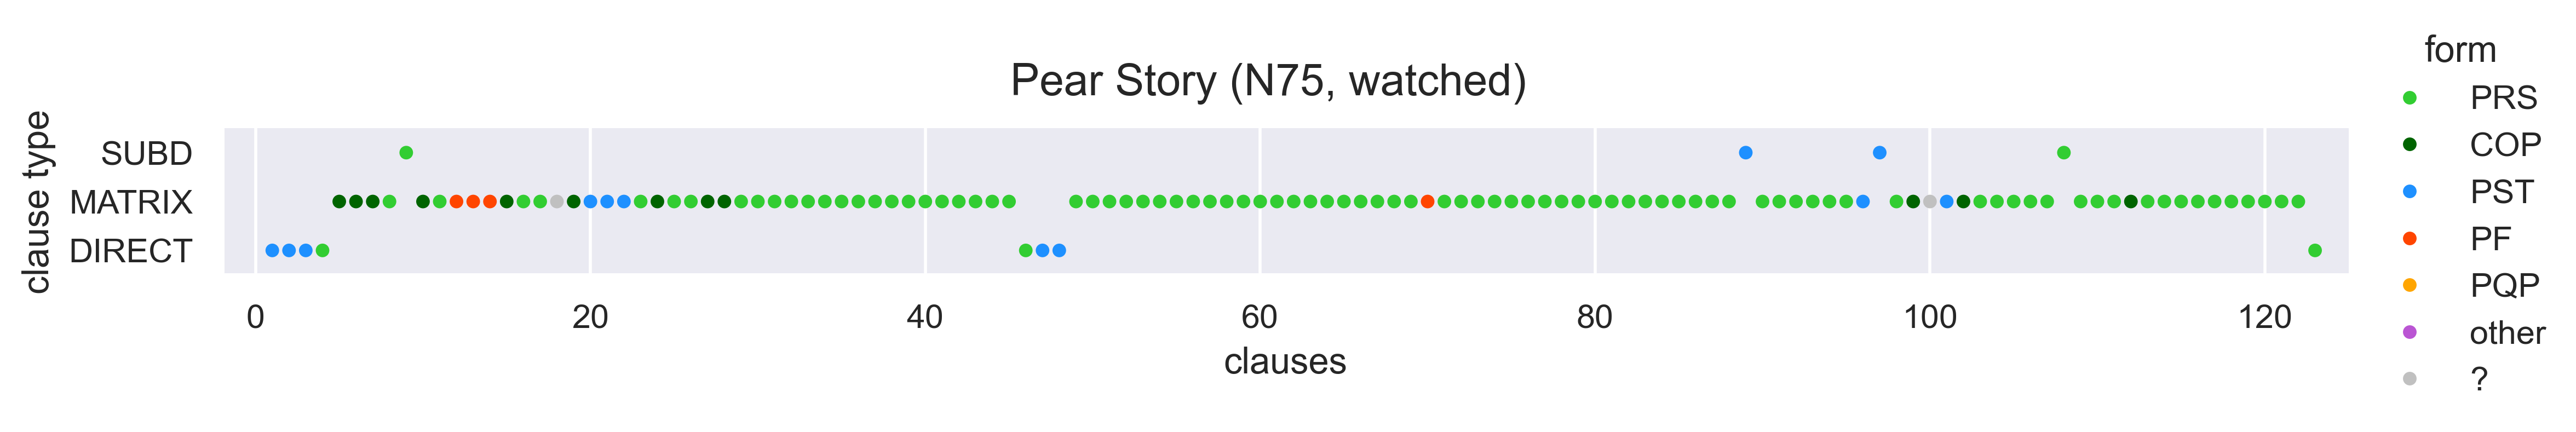 Pear Story (N75, watched)
clause type
SUBD
MATRIX
DIRECT
0 20 40 60 80 100 120
clauses
form
PRS
COP
PST
PF
PQP
other
?